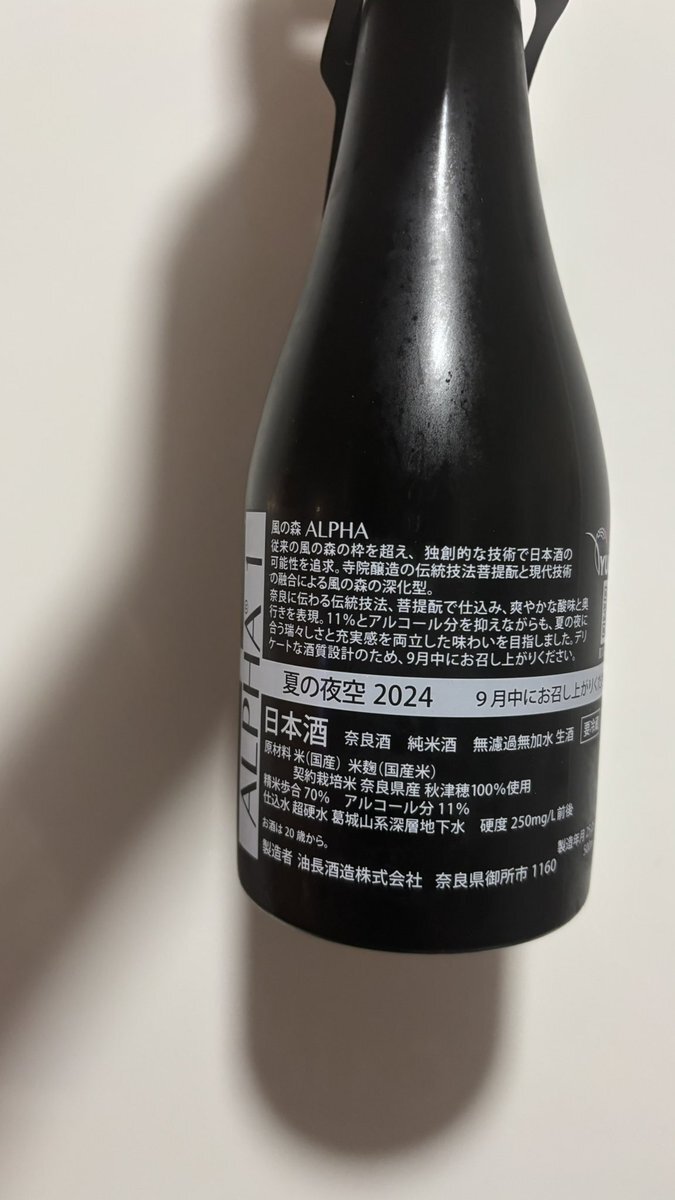 ALPHA® 1
風の森 ALPHA
従来の風の森の枠を超え、独創的な技術で日本酒の
可能性を追求。寺院醸造の伝統技法菩提酛と現代技術
の融合による風の森の深化型。
奈良に伝わる伝統技法、菩提酛で仕込み、爽やかな酸味と奥
行きを表現。11%とアルコール分を抑えながらも、夏の夜に
合う瑞々しさと充実感を両立した味わいを目指しました。デリ
ケートな酒質設計のため、9月中にお召し上がりください。
夏の夜空 2024 9月中にお召し上がりくだ
日本酒 奈良酒 純米酒 無濾過無加水 生酒 要冷蔵
原材料 米(国産) 米麹(国産米)
契約栽培米 奈良県産 秋津穂100%使用
精米歩合 70% アルコール分 11%
仕込水 超硬水 葛城山系深層地下水 硬度 250mg/L前後
お酒は20歳から。
製造年月
製造者 油長酒造株式会社 奈良県御所市 1160